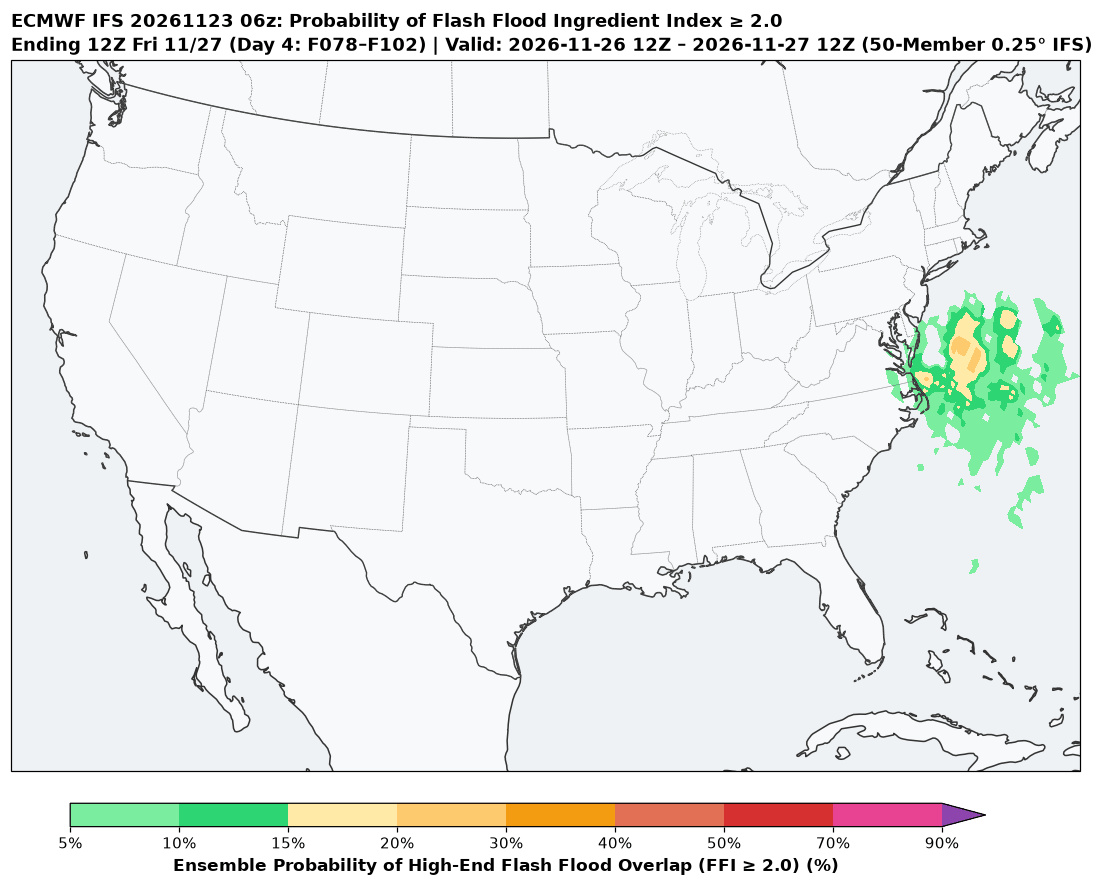 ECMWF IFS 20261123 06z: Probability of Flash Flood Ingredient Index ≥ 2.0
Ending 12Z Fri 11/27 (Day 4: F078–F102) | Valid: 2026-11-26 12Z – 2026-11-27 12Z (50-Member 0.25° IFS)
5% 10% 15% 20% 30% 40% 50% 70% 90%
Ensemble Probability of High-End Flash Flood Overlap (FFI ≥ 2.0) (%)